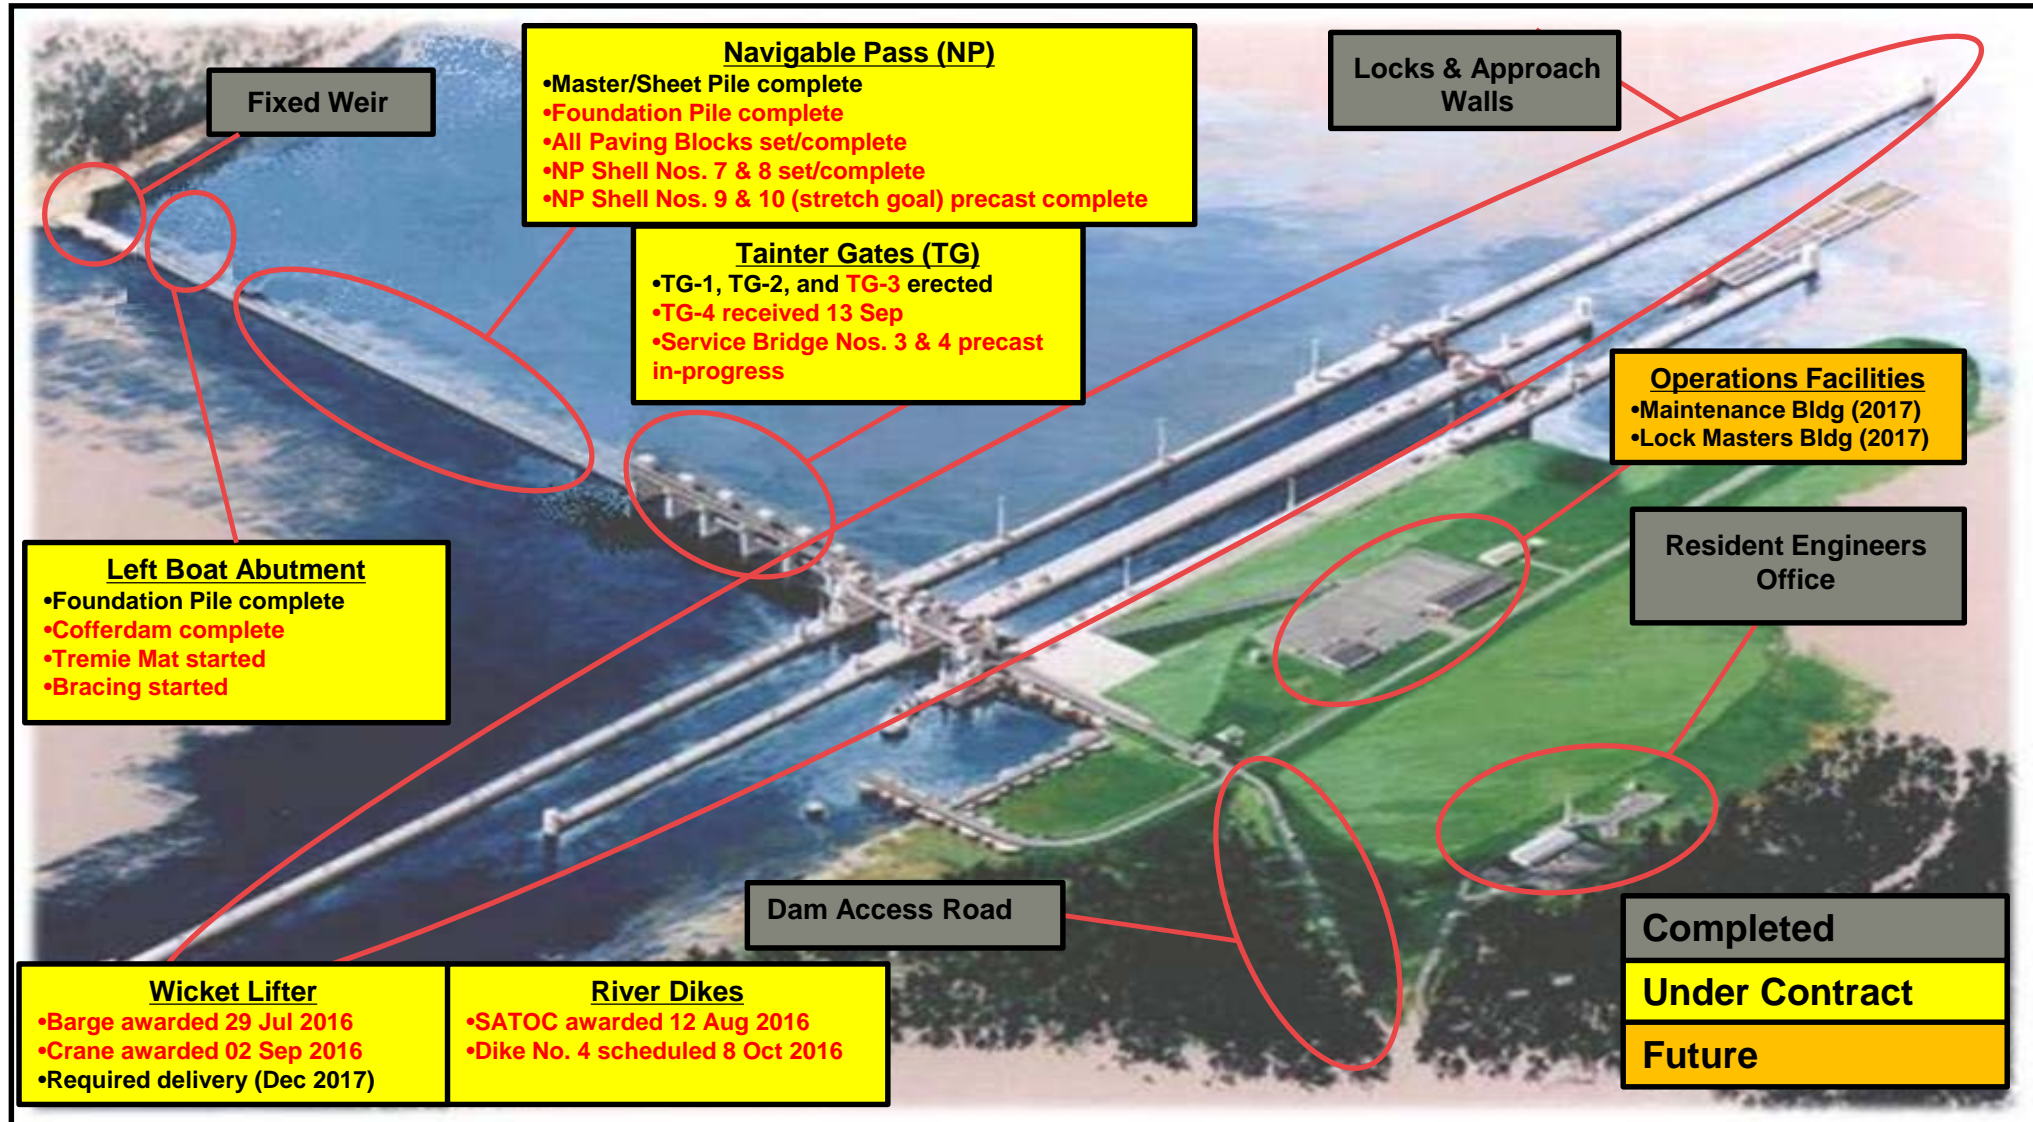 Fixed Weir
Navigable Pass (NP)
•Master/Sheet Pile complete
•Foundation Pile complete
•All Paving Blocks set/complete
•NP Shell Nos. 7 & 8 set/complete
•NP Shell Nos. 9 & 10 (stretch goal) precast complete
Locks & Approach
Walls
Tainter Gates (TG)
•TG-1, TG-2, and TG-3 erected
•TG-4 received 13 Sep
•Service Bridge Nos. 3 & 4 precast
in-progress
Operations Facilities
•Maintenance Bldg (2017)
•Lock Masters Bldg (2017)
Resident Engineers
Office
Left Boat Abutment
•Foundation Pile complete
•Cofferdam complete
•Tremie Mat started
•Bracing started
Dam Access Road
Wicket Lifter
•Barge awarded 29 Jul 2016
•Crane awarded 02 Sep 2016
•Required delivery (Dec 2017)
River Dikes
•SATOC awarded 12 Aug 2016
•Dike No. 4 scheduled 8 Oct 2016
Completed
Under Contract
Future